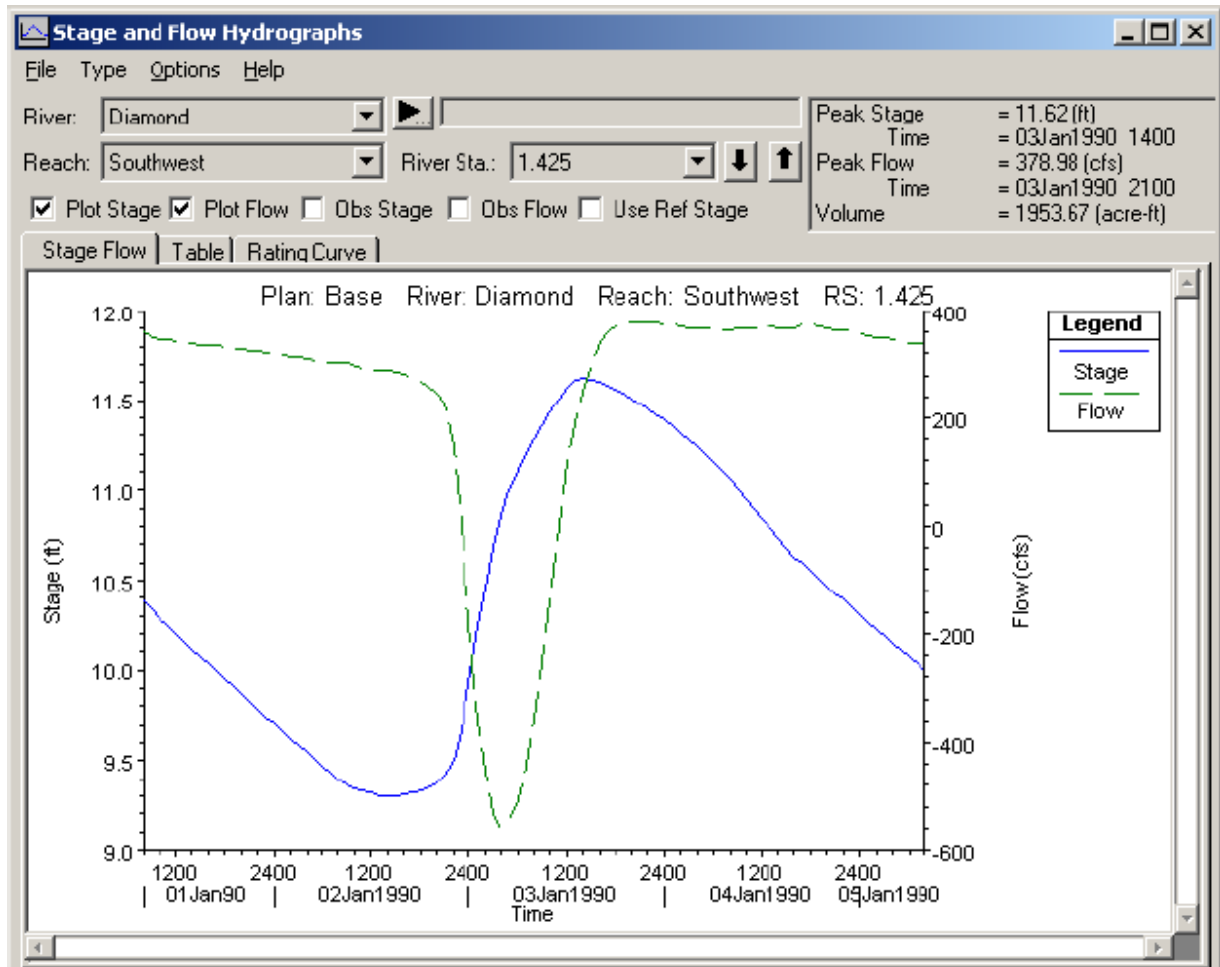 Stage and Flow Hydrographs
File Type Options Help
River: Diamond
Reach: Southwest River Sta.: 1.425
Peak Stage = 11.62 (ft)
Time = 03Jan1990 1400
Peak Flow = 378.98 (cfs)
Time = 03Jan1990 2100
Volume = 1953.67 (acre-ft)
Plot Stage Plot Flow Obs Stage Obs Flow Use Ref Stage
Stage Flow Table Rating Curve
Plan: Base River: Diamond Reach: Southwest RS: 1.425
Stage (ft)
12.0
11.5
11.0
10.5
10.0
9.5
9.0
400
200
0
-200
-400
-600
Flow (cfs)
Legend
Stage
Flow
1200 2400 1200 2400 1200 2400 1200 2400
01Jan90 02Jan1990 03Jan1990 04Jan1990 05Jan1990
Time